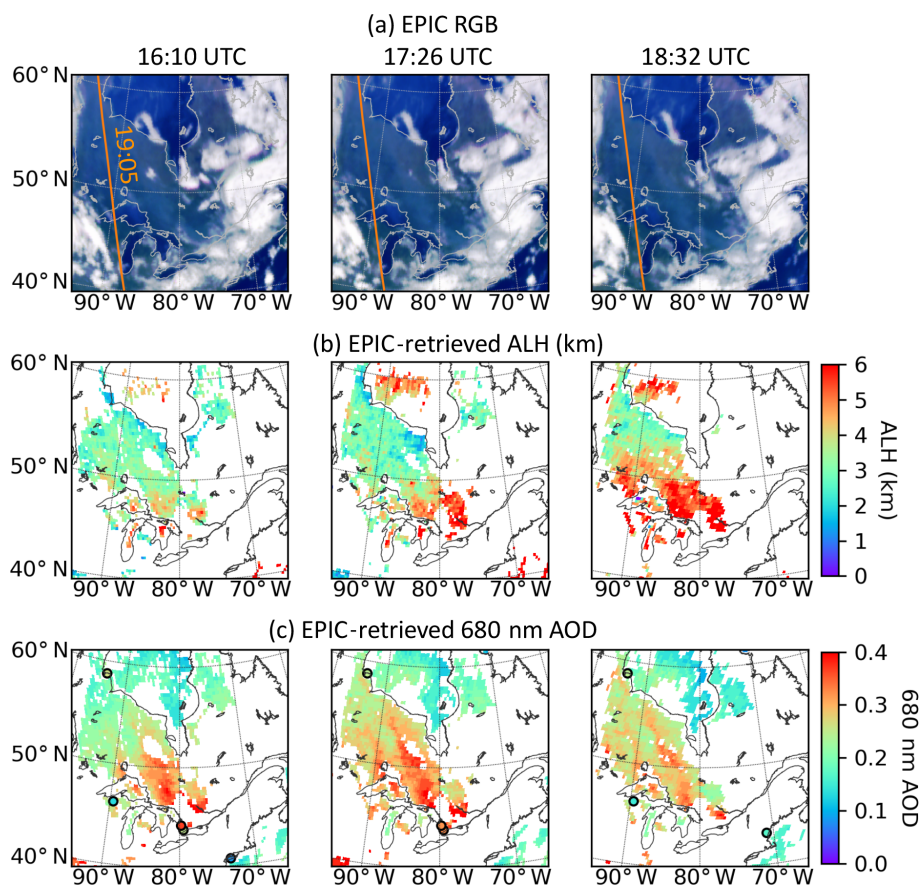 (a) EPIC RGB
16:10 UTC 17:26 UTC 18:32 UTC
60° N
50° N
40° N
19:05
90° W 80° W 70° W 90° W 80° W 70° W 90° W 80° W 70° W
(b) EPIC-retrieved ALH (km)
60° N
50° N
40° N
90° W 80° W 70° W 90° W 80° W 70° W 90° W 80° W 70° W
6
5
4
3
2
1
0
ALH (km)
(c) EPIC-retrieved 680 nm AOD
60° N
50° N
40° N
90° W 80° W 70° W 90° W 80° W 70° W 90° W 80° W 70° W
0.4
0.3
0.2
0.1
0.0
680 nm AOD